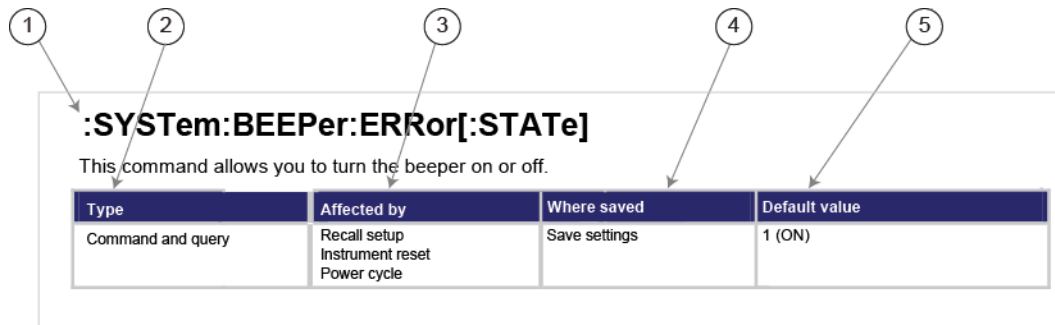 1 2 3 4 5
:SYSTem:BEEPer:ERRor[:STATe]
This command allows you to turn the beeper on or off.
Type Affected by Where saved Default value
Command and query Recall setup Save settings 1 (ON)
Instrument reset
Power cycle